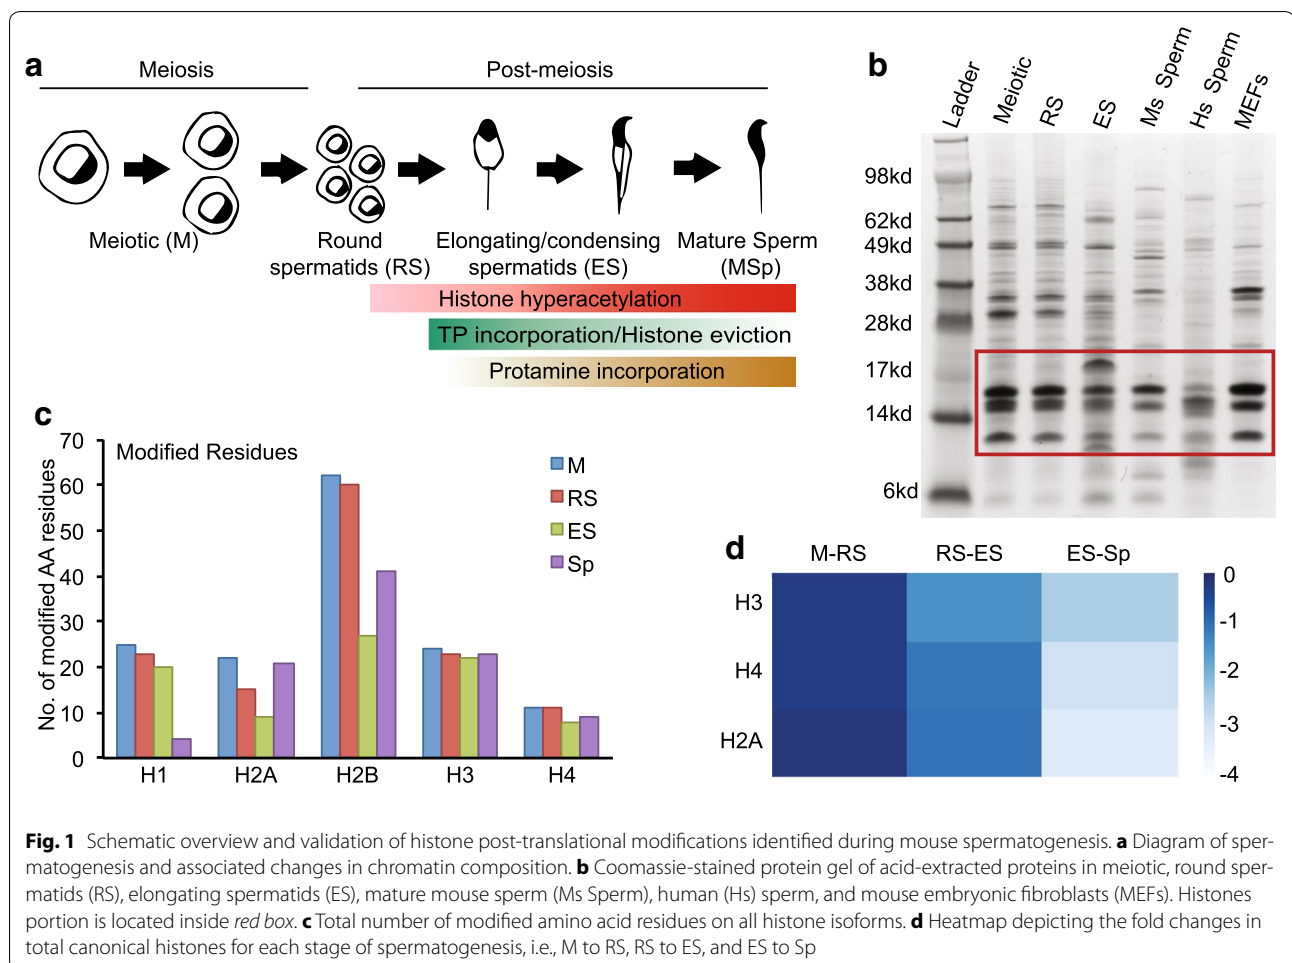 a
Meiosis
Post-meiosis
Meiotic (M)
Round
spermatids (RS)
Elongating/condensing
spermatids (ES)
Mature Sperm
(MSp)
Histone hyperacetylation
TP incorporation/Histone eviction
Protamine incorporation
b
Ladder
Meiotic
RS
ES
Ms Sperm
Hs Sperm
MEFs
98kd
62kd
49kd
38kd
28kd
17kd
14kd
6kd
c
Modified Residues
No. of modified AA residues
70
60
50
40
30
20
10
0
M
RS
ES
Sp
H1 H2A H2B H3 H4
d
M-RS RS-ES ES-Sp
H3
H4
H2A
0
-1
-2
-3
-4
Fig. 1 Schematic overview and validation of histone post-translational modifications identified during mouse spermatogenesis. a Diagram of sper-
matogenesis and associated changes in chromatin composition. b Coomassie-stained protein gel of acid-extracted proteins in meiotic, round sper-
matids (RS), elongating spermatids (ES), mature mouse sperm (Ms Sperm), human (Hs) sperm, and mouse embryonic fibroblasts (MEFs). Histones
portion is located inside red box. c Total number of modified amino acid residues on all histone isoforms. d Heatmap depicting the fold changes in
total canonical histones for each stage of spermatogenesis, i.e., M to RS, RS to ES, and ES to Sp